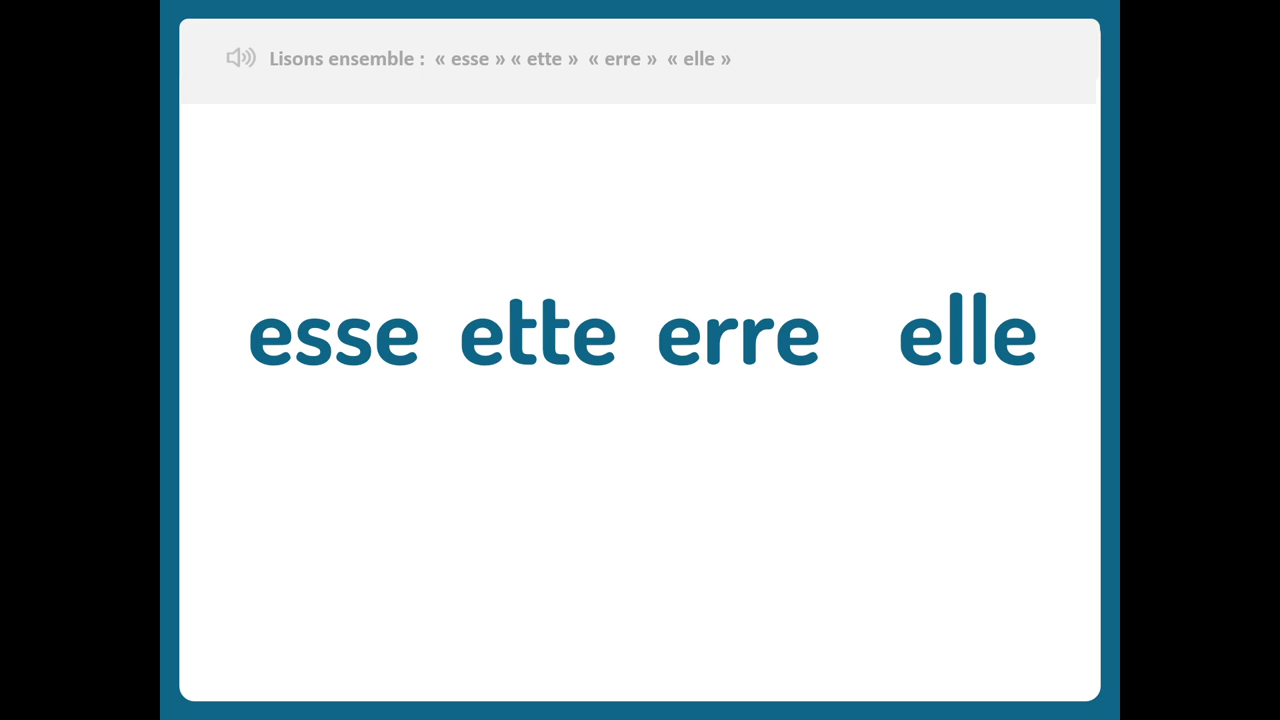 Lisons ensemble : « esse » « ette » « erre » « elle »
esse ette erre elle